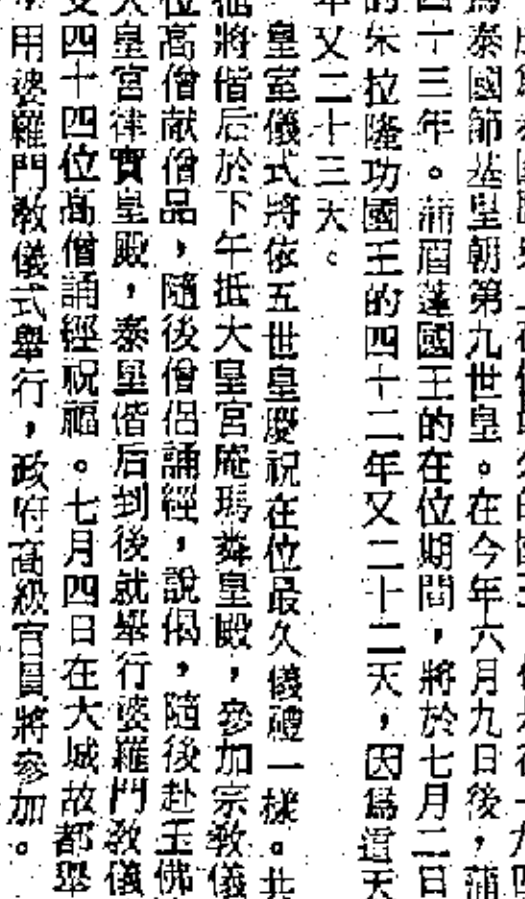 爲泰國節基皇朝第九世皇。在今年六月九日後，蒲
四十三年。蒲眉蓬國王的在位期間，將於七月二日
的朱拉隆功國王的四十二年又二十二天，因爲這天
年又二十三天。
皇室儀式將依五世皇慶祝在位最久儀禮一樣。共
將偕后於下午抵大皇宮庵瑪舞皇殿，參加宗教儀
位高僧献僧品，隨後僧侶誦經，說偈，隨後赴玉佛
大皇宮律實皇殿，泰皇偕后到後就舉行婆羅門教儀
又四十四位高僧誦經祝福。七月四日在大城故都舉
，用婆羅門教儀式舉行，政府高級官員將參加。